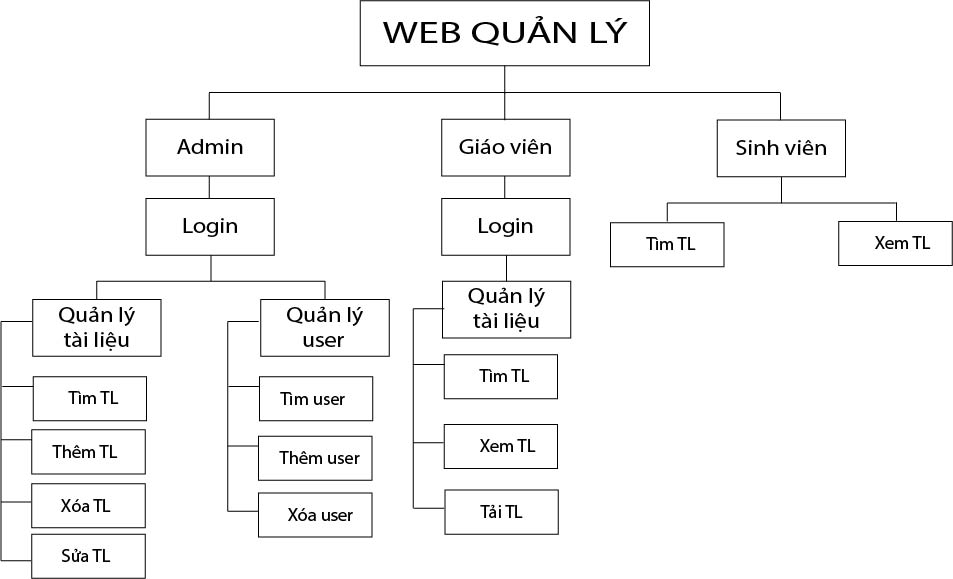 WEB QUẢN LÝ
Admin
Giáo viên
Sinh viên
Login
Login
Tìm TL
Xem TL
Quản lý
tài liệu
Quản lý
user
Quản lý
tài liệu
Tìm TL
Thêm TL
Xóa TL
Sửa TL
Tìm user
Thêm user
Xóa user
Tìm TL
Xem TL
Tải TL